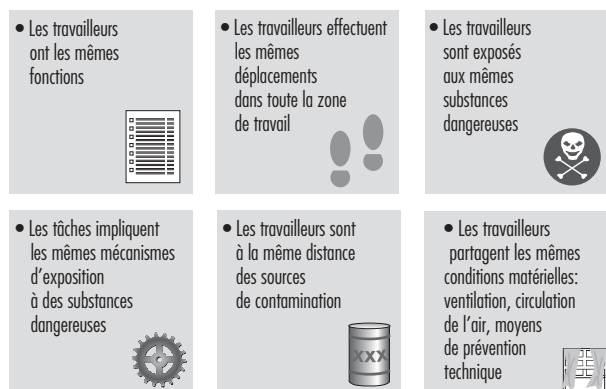 • Les travailleurs
ont les mêmes
fonctions
• Les travailleurs effectuent
les mêmes
déplacements
dans toute la zone
de travail
• Les travailleurs
sont exposés
aux mêmes
substances
dangereuses
• Les tâches impliquent
les mêmes mécanismes
d’exposition
à des substances
dangereuses
• Les travailleurs sont
à la même distance
des sources
de contamination
XXX
• Les travailleurs
partagent les mêmes
conditions matérielles:
ventilation, circulation
de l’air, moyens
de prévention
technique